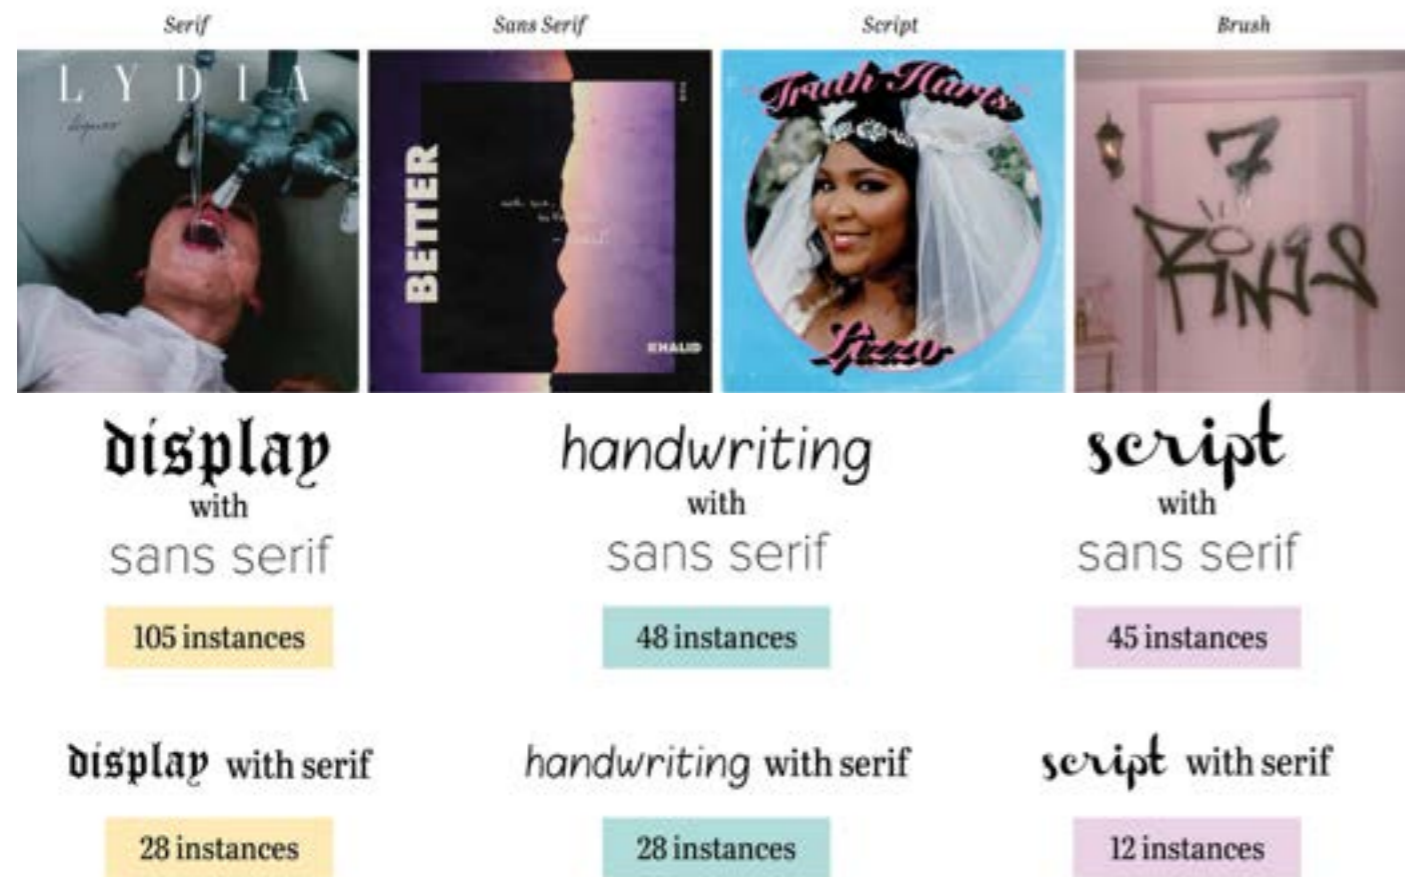 Serif
Sans Serif
Script
Brush
LYDIA
BETTER
KHALID
"Truth Hurts"
Lizzo
7
RINGS
display
with
sans serif
105 instances
handwriting
with
sans serif
48 instances
script
with
sans serif
45 instances
display with serif
28 instances
handwriting with serif
28 instances
script with serif
12 instances